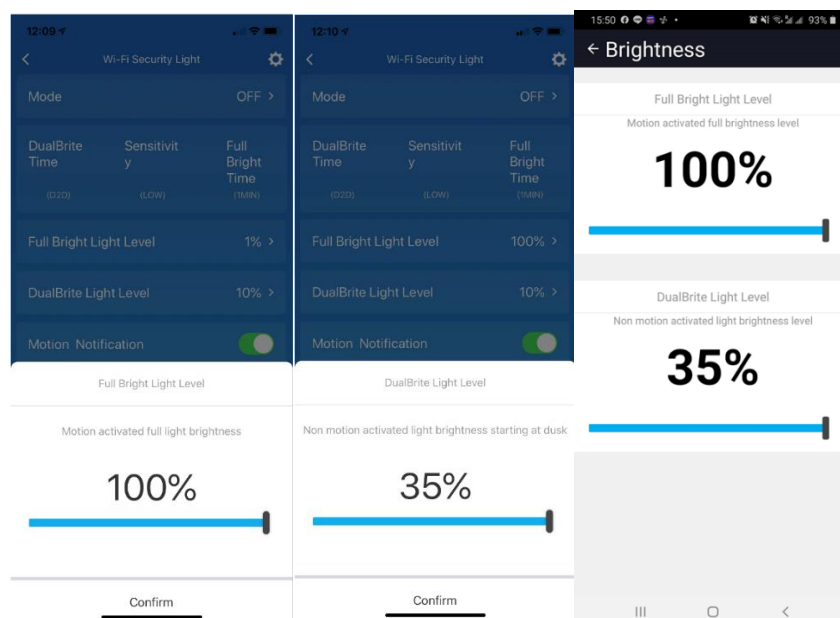 12:09
Wi-Fi Security Light
Mode OFF >
DualBrite Time Sensitivity Full Bright Time
(D2D) (LOW) (1MIN)
Full Bright Light Level 1% >
DualBrite Light Level 10% >
Motion Notification
Full Bright Light Level
Motion activated full light brightness
100%
Confirm
12:10
Wi-Fi Security Light
Mode OFF >
DualBrite Time Sensitivity Full Bright Time
(D2D) (LOW) (1MIN)
Full Bright Light Level 100% >
DualBrite Light Level 10% >
Motion Notification
DualBrite Light Level
Non motion activated light brightness starting at dusk
35%
Confirm
15:50 93%
← Brightness
Full Bright Light Level
Motion activated full brightness level
100%
DualBrite Light Level
Non motion activated light brightness level
35%